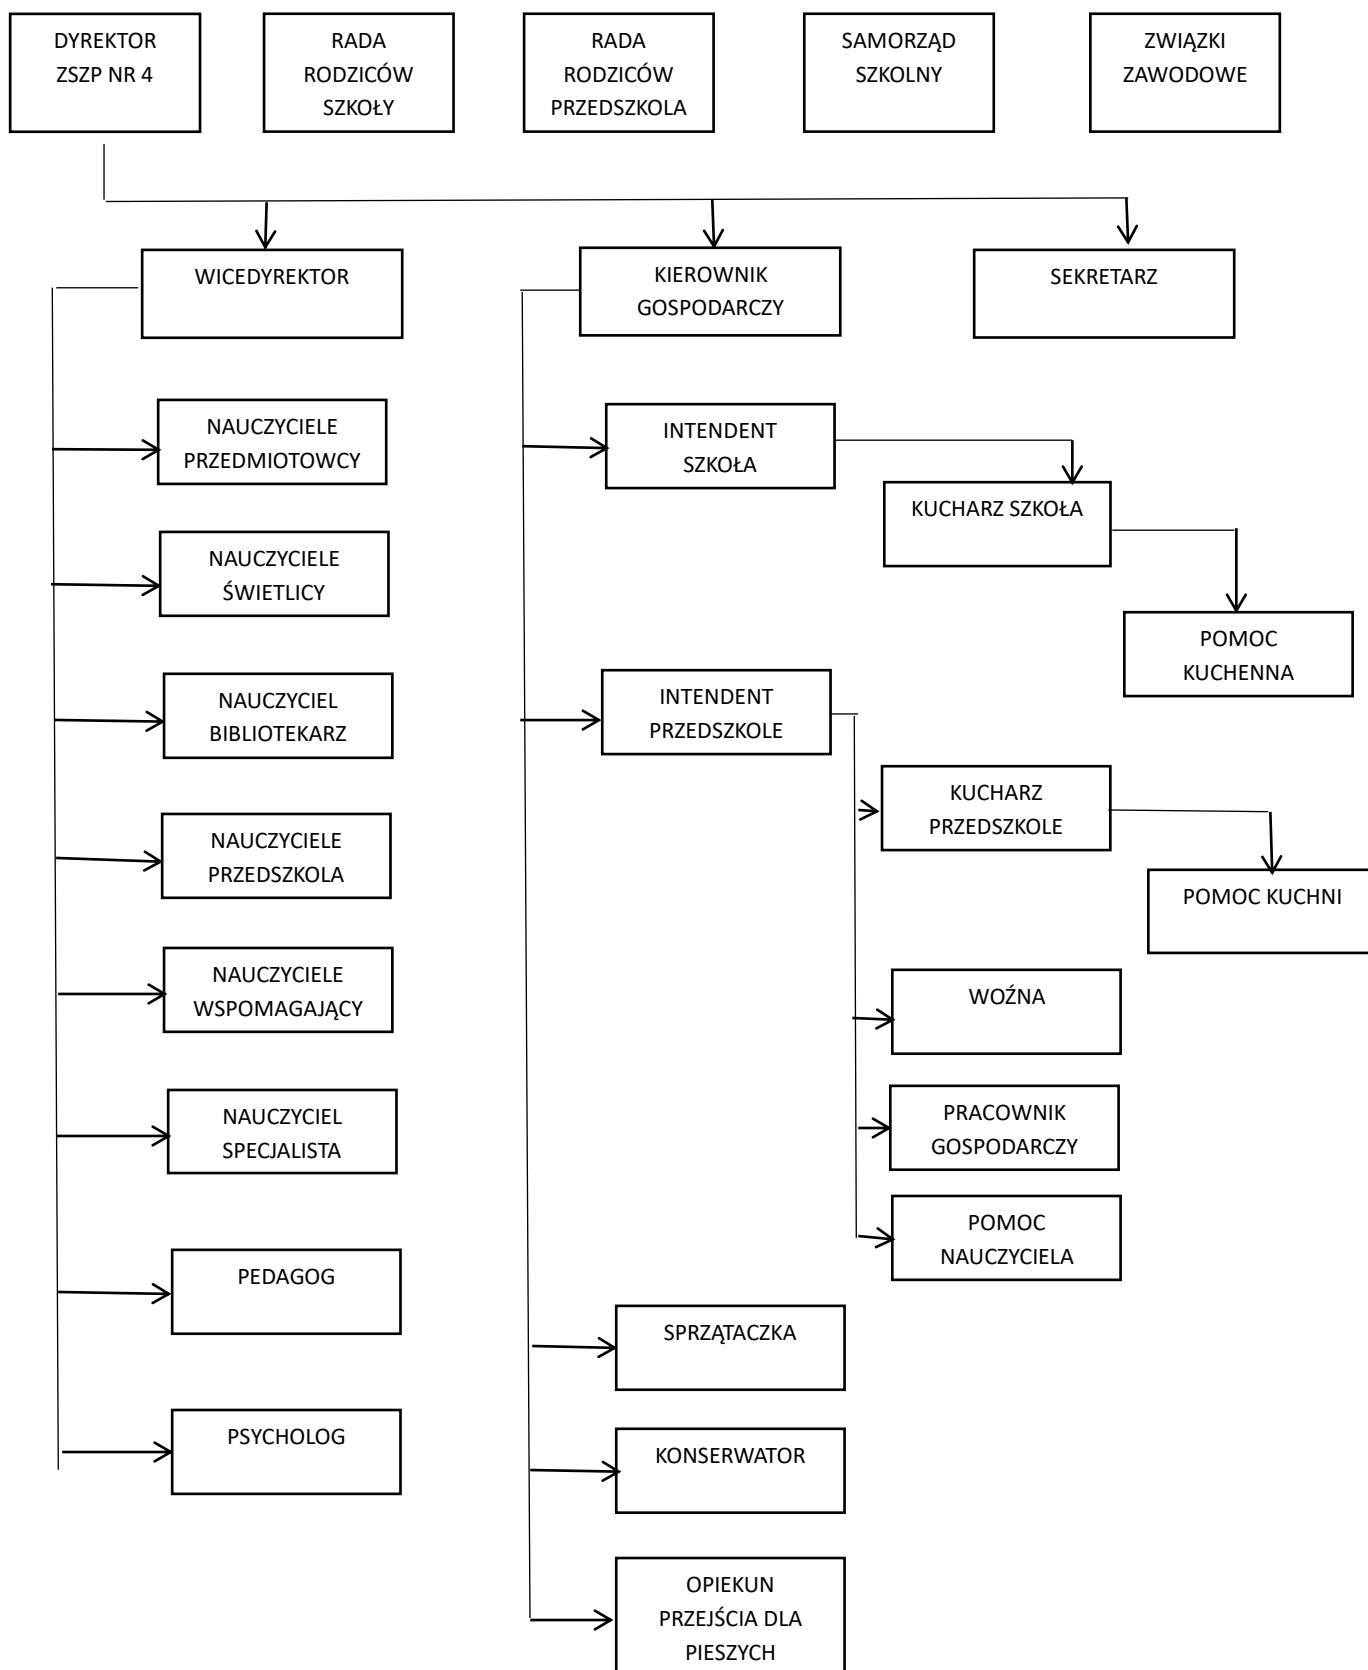 DYREKTOR
ZSZP NR 4
RADA
RODZICÓW
SZKOŁY
RADA
RODZICÓW
PRZEDSZKOLA
SAMORZĄD
SZKOLNY
ZWIĄZKI
ZAWODOWE
WICEDYREKTOR
KIEROWNIK
GOSPODARCZY
SEKRETARZ
NAUCZYCIELE
PRZEDMIOTOWCY
NAUCZYCIELE
ŚWIETLICY
NAUCZYCIEL
BIBLIOTEKARZ
NAUCZYCIELE
PRZEDSZKOLA
NAUCZYCIELE
WSPOMAGAJĄCY
NAUCZYCIEL
SPECJALISTA
PEDAGOG
PSYCHOLOG
INTENDENT
SZKOŁA
KUCHARZ SZKOŁA
POMOC
KUCHENNA
INTENDENT
PRZEDSZKOLE
KUCHARZ
PRZEDSZKOLE
POMOC KUCHNI
WOŹNA
PRACOWNIK
GOSPODARCZY
POMOC
NAUCZYCIELA
SPRZĄTACZKA
KONSERWATOR
OPIEKUN
PRZEJŚCIA DLA
PIESZYCH